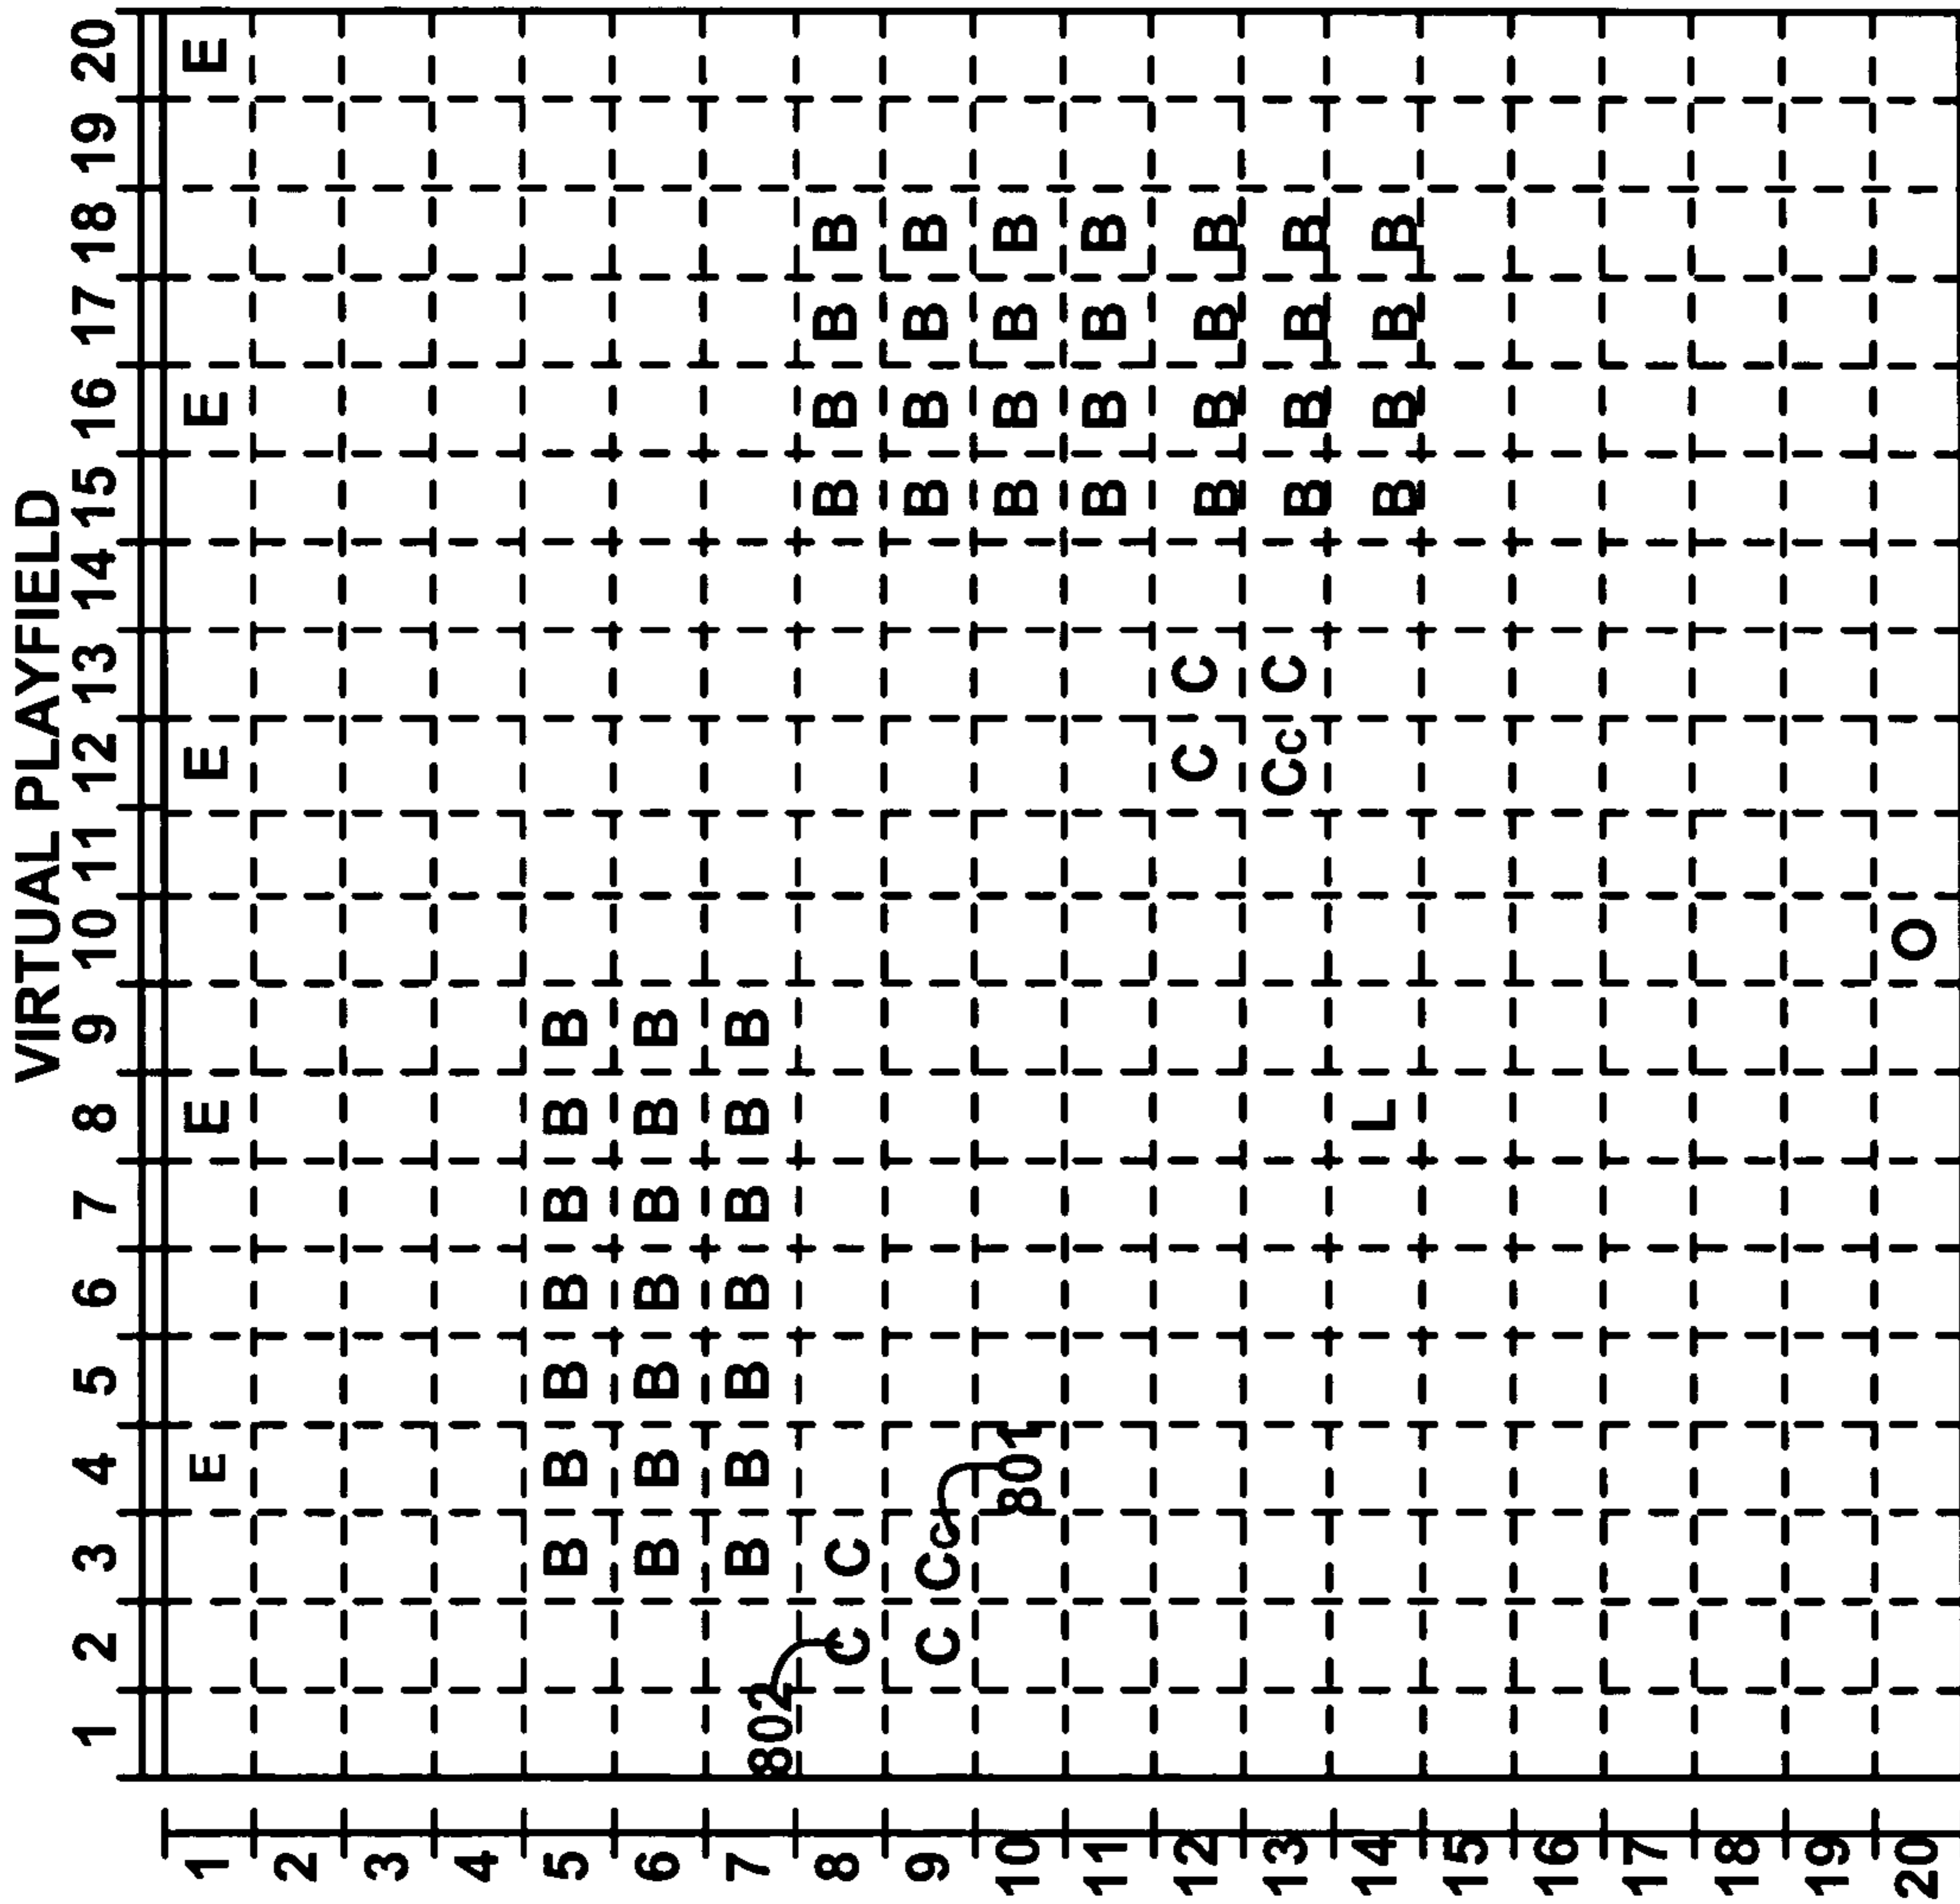 VIRTUAL PLAYFIELD
1 2 3 4 5 6 7 8 9 10 11 12 13 14 15 16 17 18 19 20
1 E E E E E
2
3
4
5 B B B B B B B
6 B B B B B B B
7 802 B B B B B B B
8 C C B B B B
9 C Cc B B B B
10 801 B B B B
11 B B B B
12 C C B B B B
13 Cc C B B B B
14 L B B B B
15
16
17
18
19
20 O